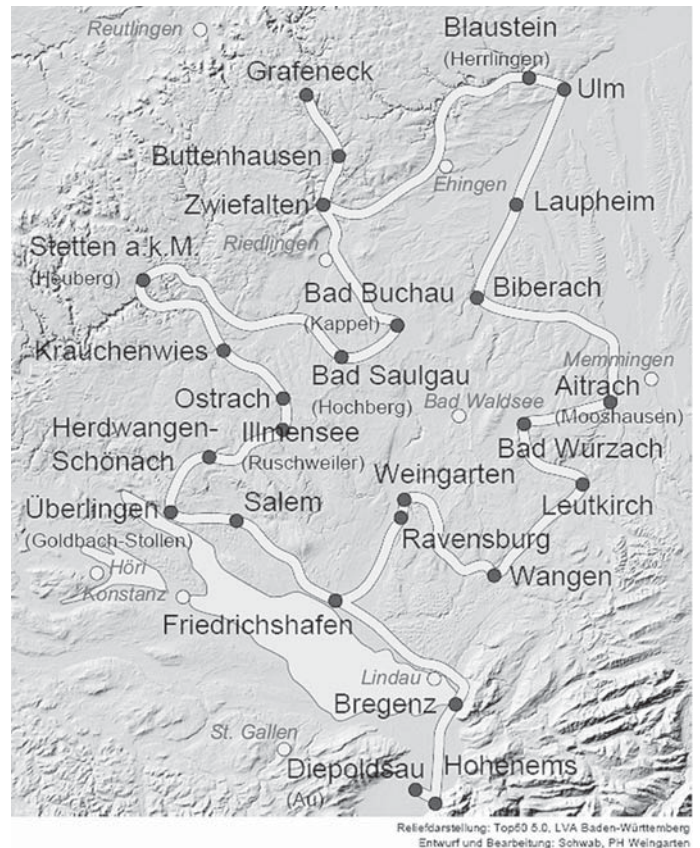 Reutlingen
Blaustein
(Herrlingen)
Grafeneck
Ulm
Buttenhausen
Ehingen
Zwiefalten
Laupheim
Riedlingen
Stetten a.k.M.
(Heuberg)
Bad Buchau
(Kappel)
Biberach
Krauchenwies
Memmingen
Bad Saulgau
(Hochberg)
Aitrach
(Mooshausen)
Ostrach
Bad Waldsee
Herdwangen-
Schönach
Illmensee
(Ruschweiler)
Bad Wurzach
Weingarten
Leutkirch
Überlingen
(Goldbach-Stollen)
Salem
Ravensburg
Höri
Wangen
Konstanz
Friedrichshafen
Lindau
Bregenz
St. Gallen
Diepoldsau
(Au)
Hohenems
Reliefdarstellung: Top50 5.0, LVA Baden-Württemberg
Entwurf und Bearbeitung: Schwab, PH Weingarten